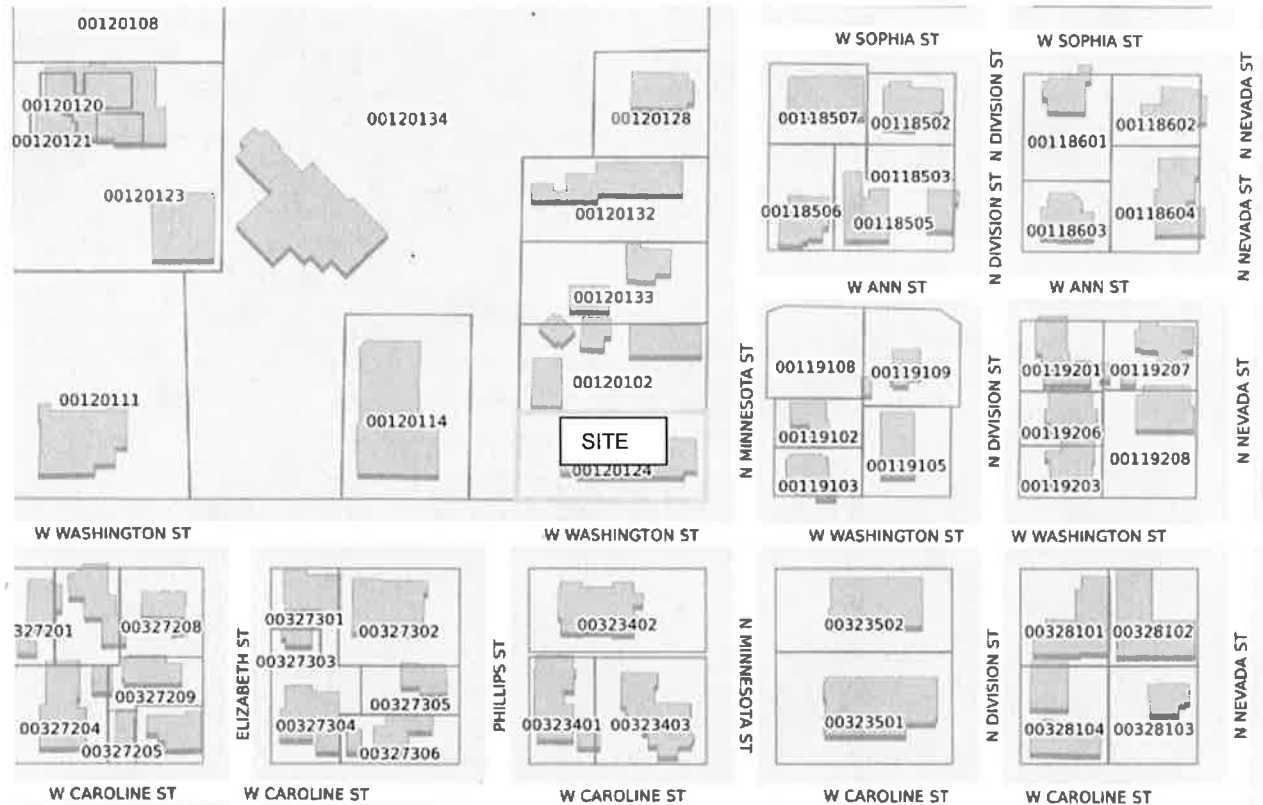 00120108
W SOPHIA ST
W SOPHIA ST
N DIVISION ST
N NEVADA ST
00120120
00120121
00120134
00120128
00118507
00118502
00118601
00118602
00120123
00120132
00118503
00118506
00118505
00118603
00118604
N DIVISION ST
N NEVADA ST
00120133
W ANN ST
W ANN ST
00120111
00120114
00120102
N MINNESOTA ST
00119108
00119109
N DIVISION ST
00119201
00119207
N NEVADA ST
SITE
00120124
00119102
00119103
00119105
00119206
00119203
00119208
W WASHINGTON ST
W WASHINGTON ST
W WASHINGTON ST
W WASHINGTON ST
327201
00327208
00327209
00327204
00327205
ELIZABETH ST
00327301
00327302
00327303
00327305
00327304
00327306
PHILLIPS ST
00323402
00323401
00323403
N MINNESOTA ST
00323502
00323501
N DIVISION ST
00328101
00328102
00328104
00328103
N NEVADA ST
W CAROLINE ST
W CAROLINE ST
W CAROLINE ST
W CAROLINE ST
W CAROLINE ST